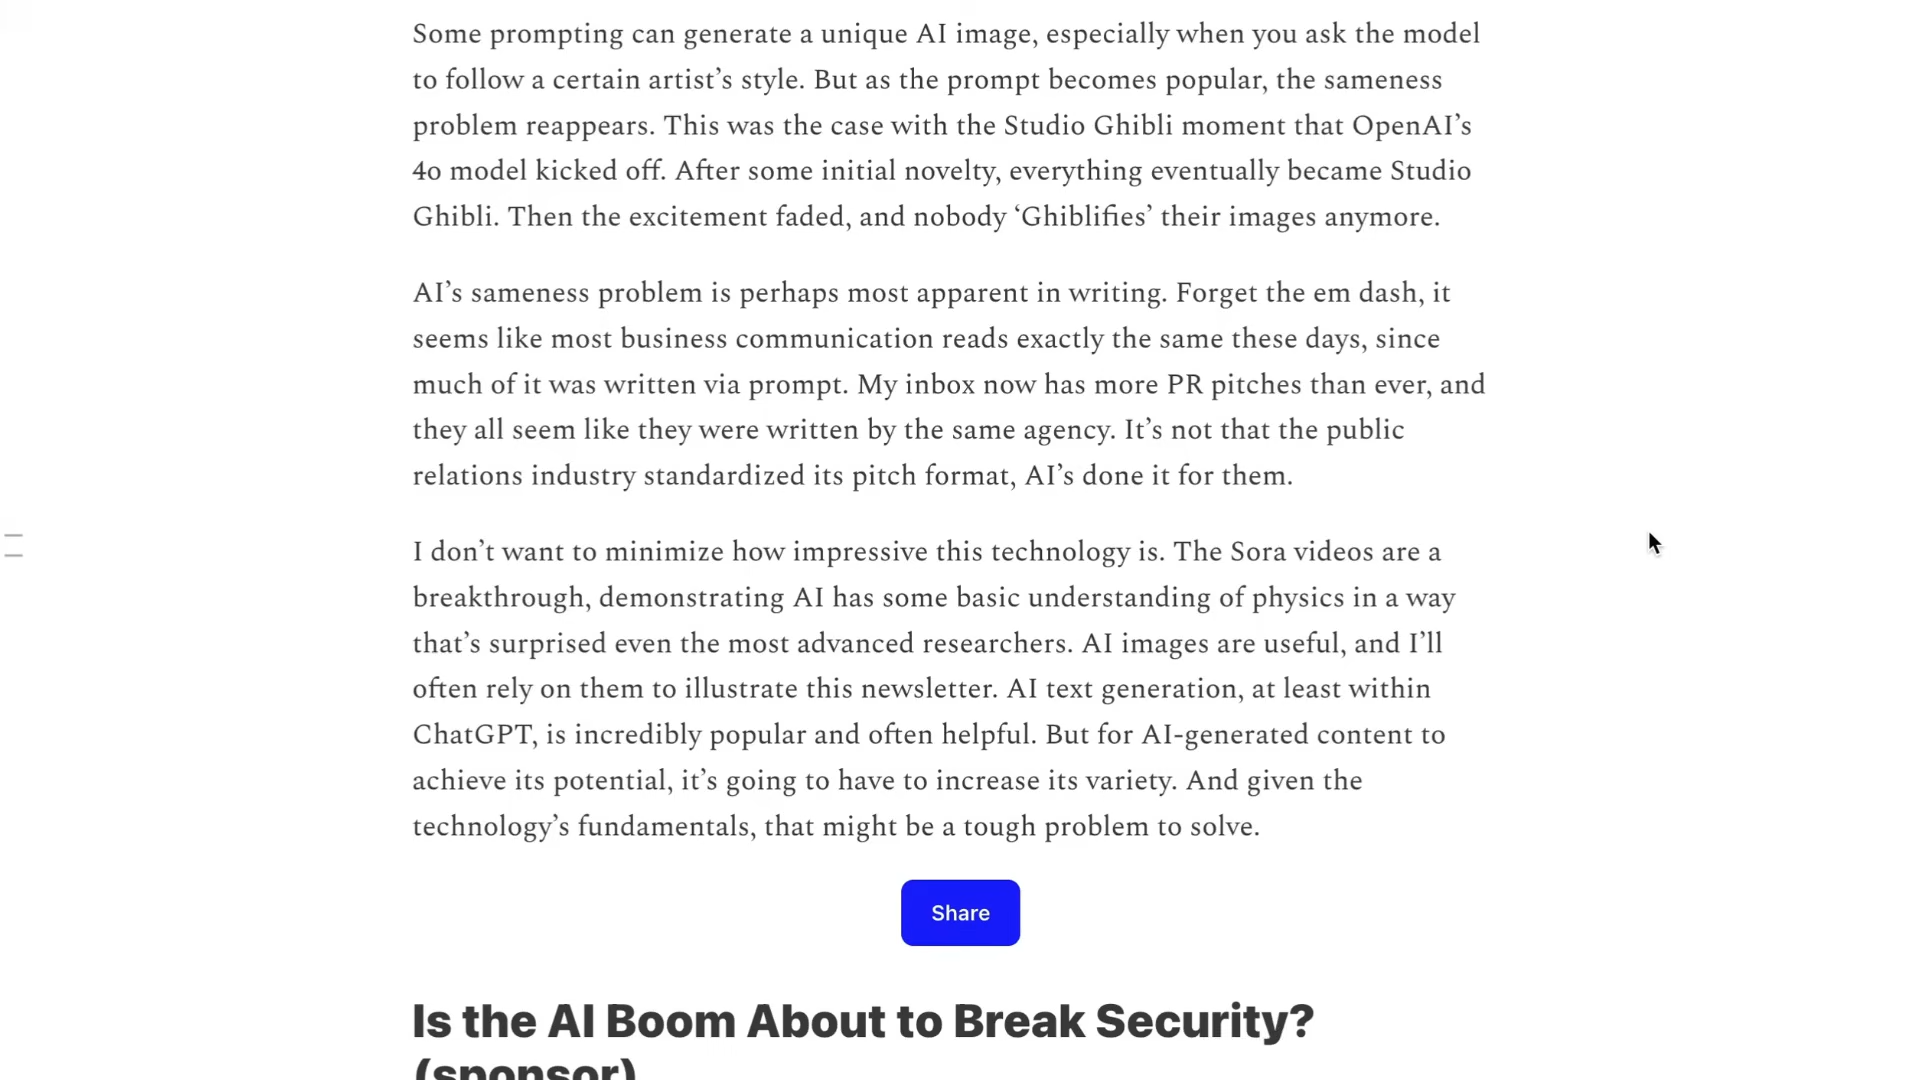 Some prompting can generate a unique AI image, especially when you ask the model
to follow a certain artist’s style. But as the prompt becomes popular, the sameness
problem reappears. This was the case with the Studio Ghibli moment that OpenAI’s
4o model kicked off. After some initial novelty, everything eventually became Studio
Ghibli. Then the excitement faded, and nobody ‘Ghiblifies’ their images anymore.
AI’s sameness problem is perhaps most apparent in writing. Forget the em dash, it
seems like most business communication reads exactly the same these days, since
much of it was written via prompt. My inbox now has more PR pitches than ever, and
they all seem like they were written by the same agency. It’s not that the public
relations industry standardized its pitch format, AI’s done it for them.
I don’t want to minimize how impressive this technology is. The Sora videos are a
breakthrough, demonstrating AI has some basic understanding of physics in a way
that’s surprised even the most advanced researchers. AI images are useful, and I’ll
often rely on them to illustrate this newsletter. AI text generation, at least within
ChatGPT, is incredibly popular and often helpful. But for AI-generated content to
achieve its potential, it’s going to have to increase its variety. And given the
technology’s fundamentals, that might be a tough problem to solve.
Share
Is the AI Boom About to Break Security?
(sponsor)